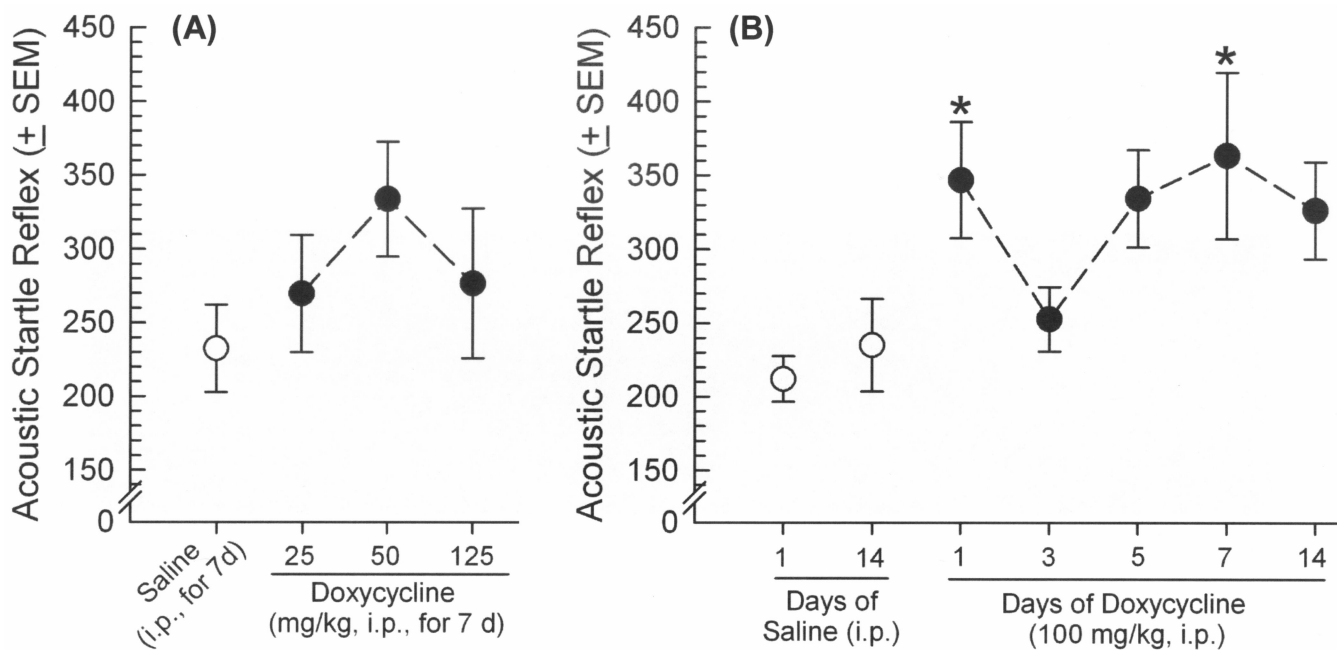 (A)
Acoustic Startle Reflex (± SEM)
450
400
350
300
250
200
150
0
Saline
(i.p., for 7d)
25 50 125
Doxycycline
(mg/kg, i.p., for 7 d)
(B)
Acoustic Startle Reflex (± SEM)
450
400
350
300
250
200
150
0
*
*
1 14
Days of
Saline (i.p.)
1 3 5 7 14
Days of Doxycycline
(100 mg/kg, i.p.)